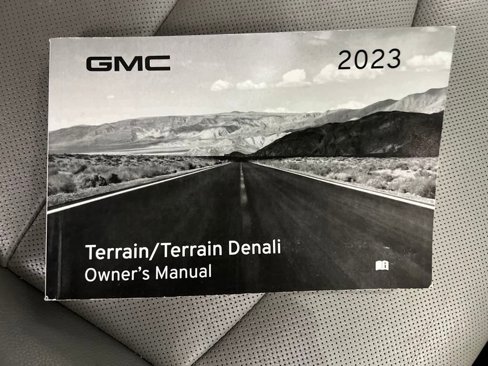 GMC 2023
Terrain/Terrain Denali
Owner's Manual